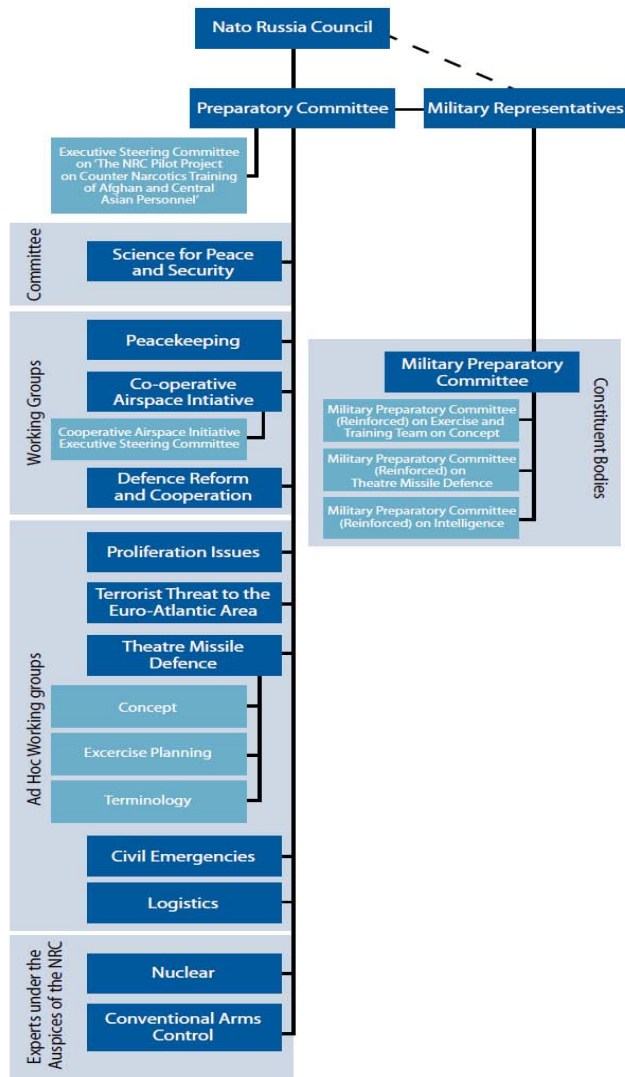 Nato Russia Council
Preparatory Committee
Military Representatives
Executive Steering Committee
on 'The NRC Pilot Project
on Counter Narcotics Training
of Afghan and Central
Asian Personnel'
Committee
Science for Peace
and Security
Working Groups
Peacekeeping
Co-operative
Airspace Intiative
Cooperative Airspace Initiative
Executive Steering Committee
Defence Reform
and Cooperation
Ad Hoc Working groups
Proliferation Issues
Terrorist Threat to the
Euro-Atlantic Area
Theatre Missile
Defence
Concept
Excercise Planning
Terminology
Civil Emergencies
Logistics
Experts under the
Auspices of the NRC
Nuclear
Conventional Arms
Control
Military Preparatory
Committee
Military Preparatory Committee
(Reinforced) on Exercise and
Training Team on Concept
Military Preparatory Committee
(Reinforced) on
Theatre Missile Defence
Military Preparatory Committee
(Reinforced) on Intelligence
Constituent Bodies